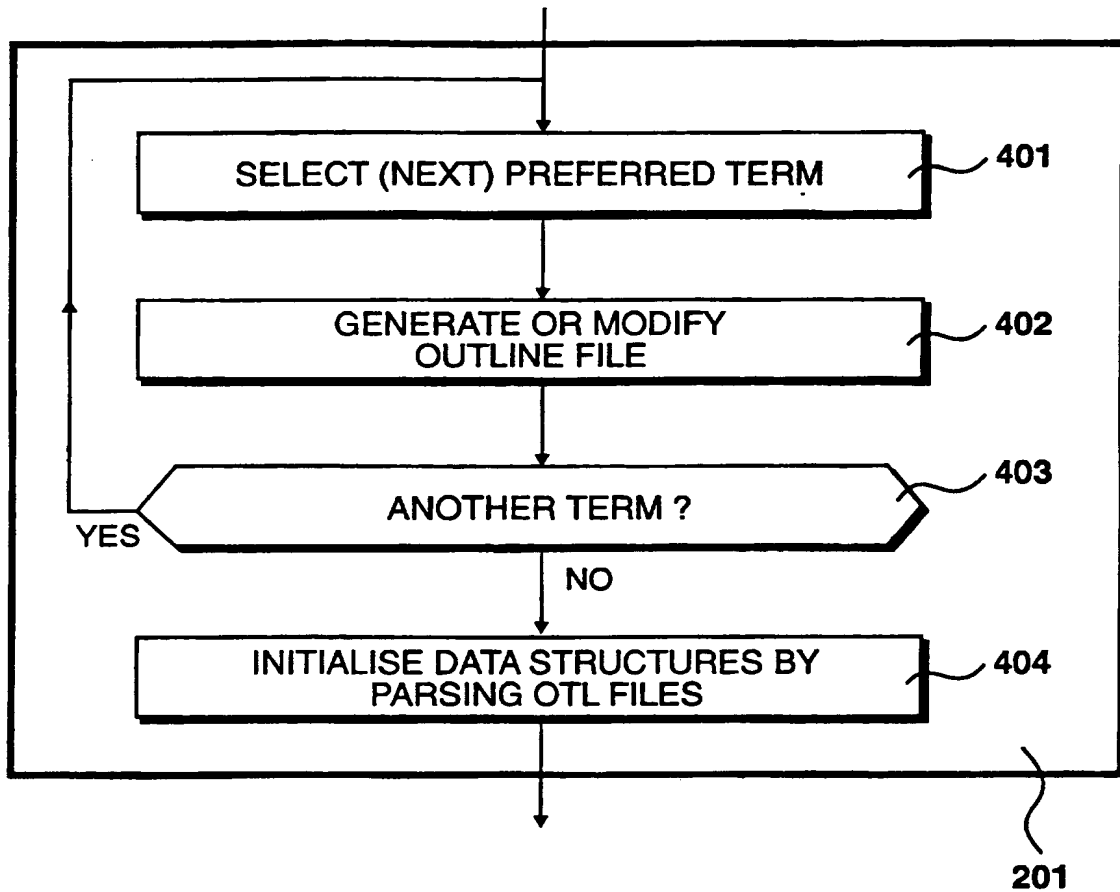 SELECT (NEXT) PREFERRED TERM
401
GENERATE OR MODIFY
OUTLINE FILE
402
ANOTHER TERM ?
403
YES
NO
INITIALISE DATA STRUCTURES BY
PARSING OTL FILES
404
201